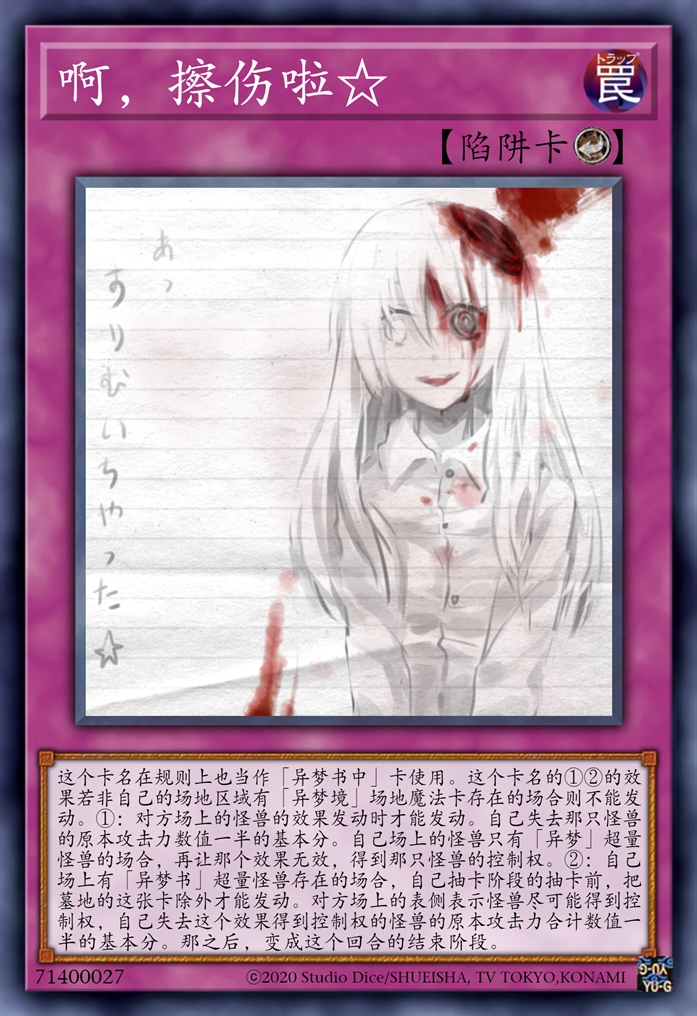 啊，擦伤啦☆
トラップ
罠
【陷阱卡】
あっ
すりむいちゃった☆
这个卡名在规则上也当作「异梦书中」卡使用。这个卡名的①②的效
果若非自己的场地区域有「异梦境」场地魔法卡存在的场合则不能发
动。①：对方场上的怪兽的效果发动时才能发动。自己失去那只怪兽
的原本攻击力数值一半的基本分。自己场上的怪兽只有「异梦」超量
怪兽的场合，再让那个效果无效，得到那只怪兽的控制权。②：自己
场上有「异梦书」超量怪兽存在的场合，自己抽卡阶段的抽卡前，把
墓地的这张卡除外才能发动。对方场上的表侧表示怪兽尽可能得到控
制权，自己失去这个效果得到控制权的怪兽的原本攻击力合计数值一
半的基本分。那之后，变成这个回合的结束阶段。
71400027
©2020 Studio Dice/SHUEISHA, TV TOKYO,KONAMI
YU-G